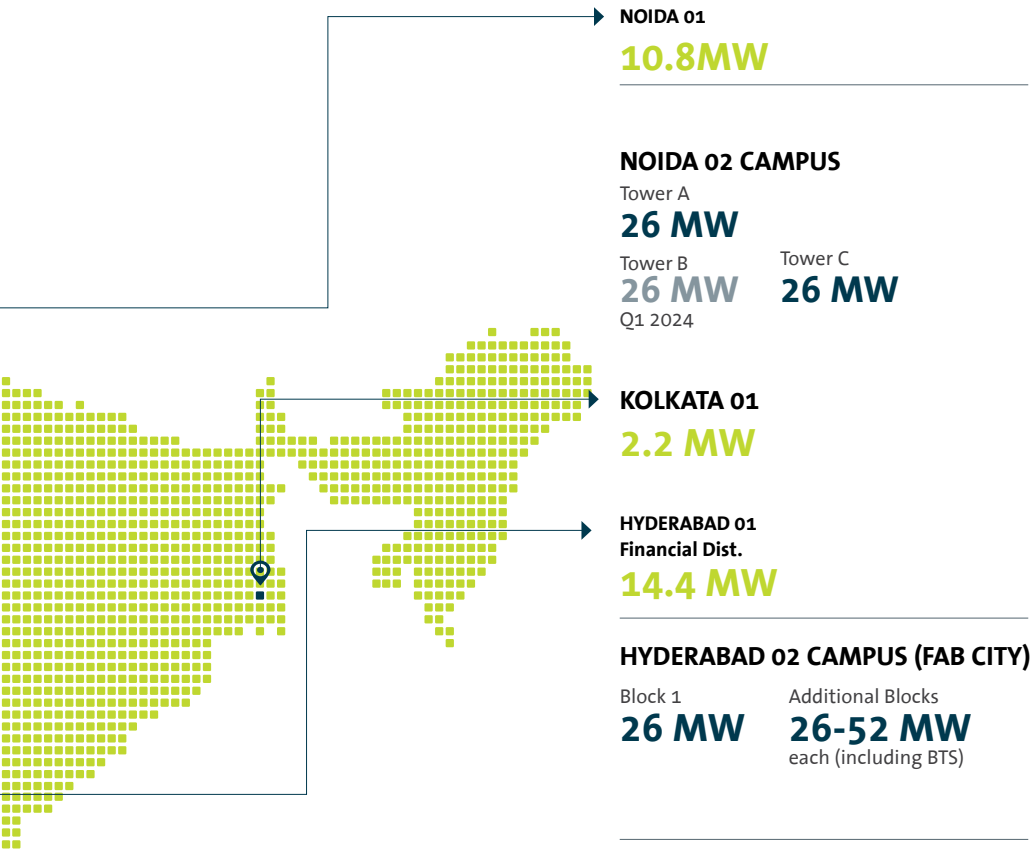 NOIDA 01
10.8MW
NOIDA 02 CAMPUS
Tower A
26 MW
Tower B
26 MW
Q1 2024
Tower C
26 MW
KOLKATA 01
2.2 MW
HYDERABAD 01
Financial Dist.
14.4 MW
HYDERABAD 02 CAMPUS (FAB CITY)
Block 1
26 MW
Additional Blocks
26-52 MW
each (including BTS)